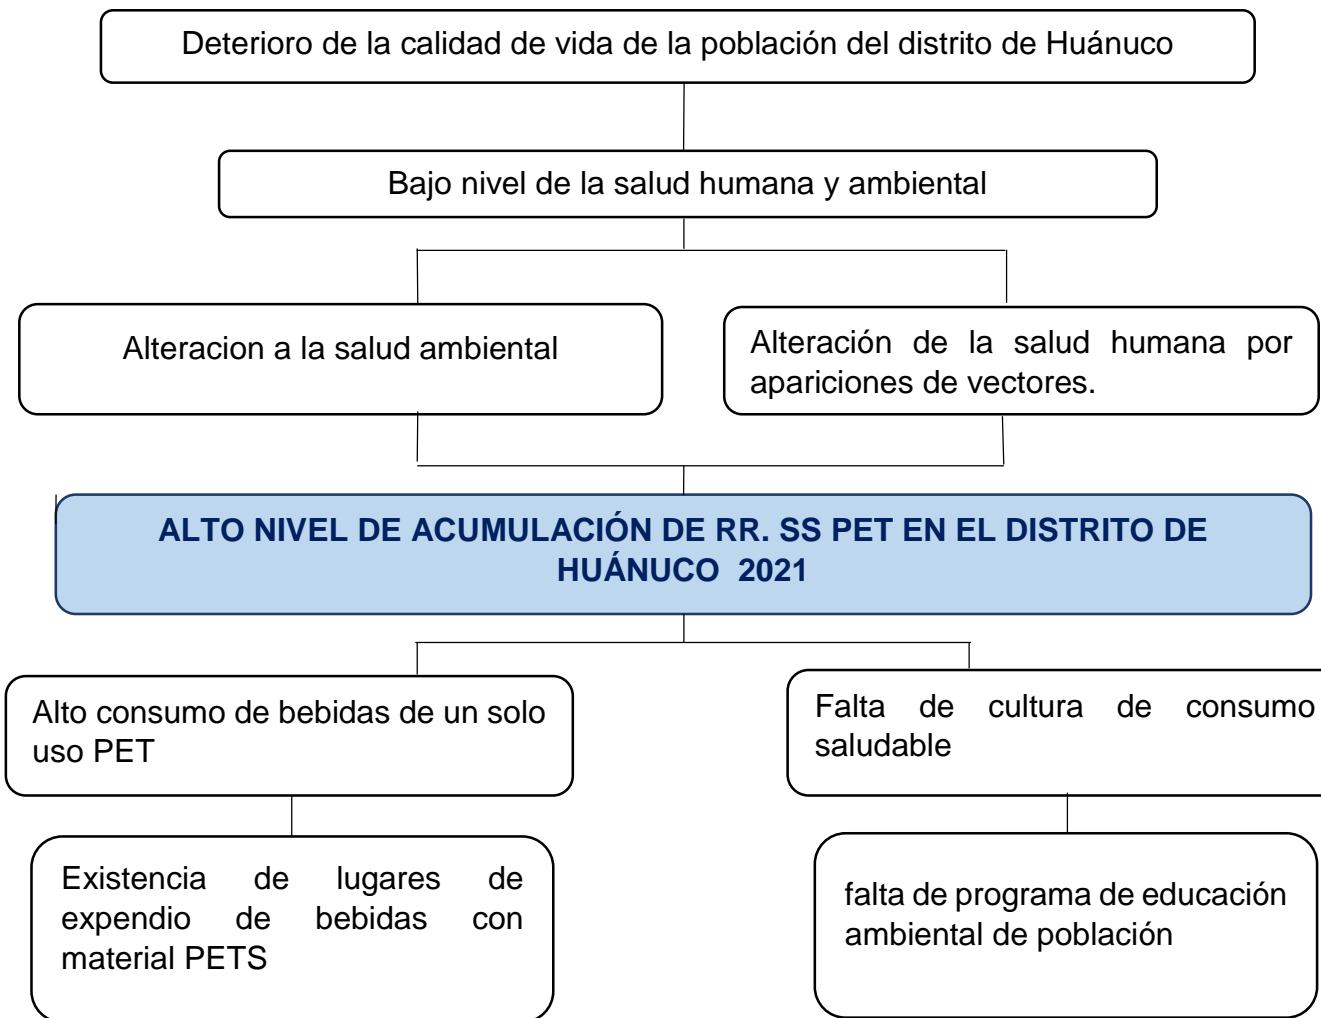 Deterioro de la calidad de vida de la población del distrito de Huánuco
Bajo nivel de la salud humana y ambiental
Alteracion a la salud ambiental
Alteración de la salud humana por
apariciones de vectores.
ALTO NIVEL DE ACUMULACIÓN DE RR. SS PET EN EL DISTRITO DE
HUÁNUCO 2021
Alto consumo de bebidas de un solo
uso PET
Falta de cultura de consumo
saludable
Existencia de lugares de
expendio de bebidas con
material PETS
falta de programa de educación
ambiental de población